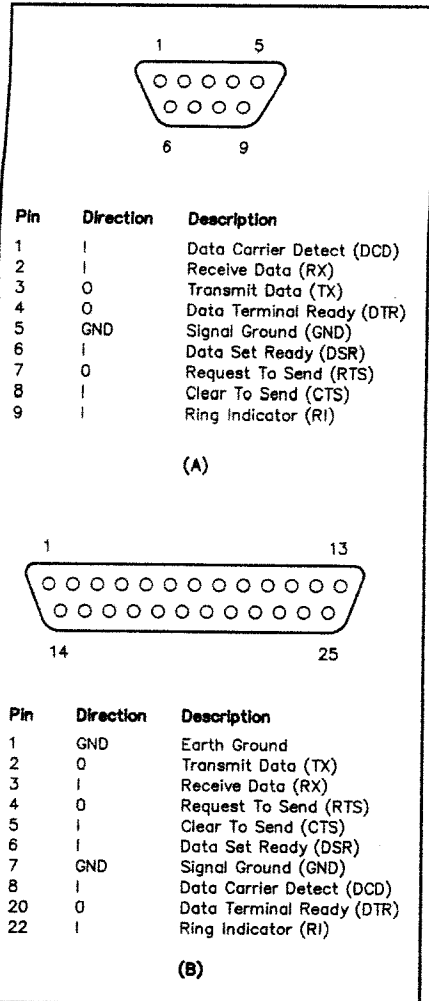 1 5
6 9
Pin Direction Description
1 I Data Carrier Detect (DCD)
2 I Receive Data (RX)
3 O Transmit Data (TX)
4 O Data Terminal Ready (DTR)
5 GND Signal Ground (GND)
6 I Data Set Ready (DSR)
7 O Request To Send (RTS)
8 I Clear To Send (CTS)
9 I Ring Indicator (RI)
(A)
1 13
14 25
Pin Direction Description
1 GND Earth Ground
2 O Transmit Data (TX)
3 I Receive Data (RX)
4 O Request To Send (RTS)
5 I Clear To Send (CTS)
6 I Data Set Ready (DSR)
7 GND Signal Ground (GND)
8 I Data Carrier Detect (DCD)
20 O Data Terminal Ready (DTR)
22 I Ring Indicator (RI)
(B)